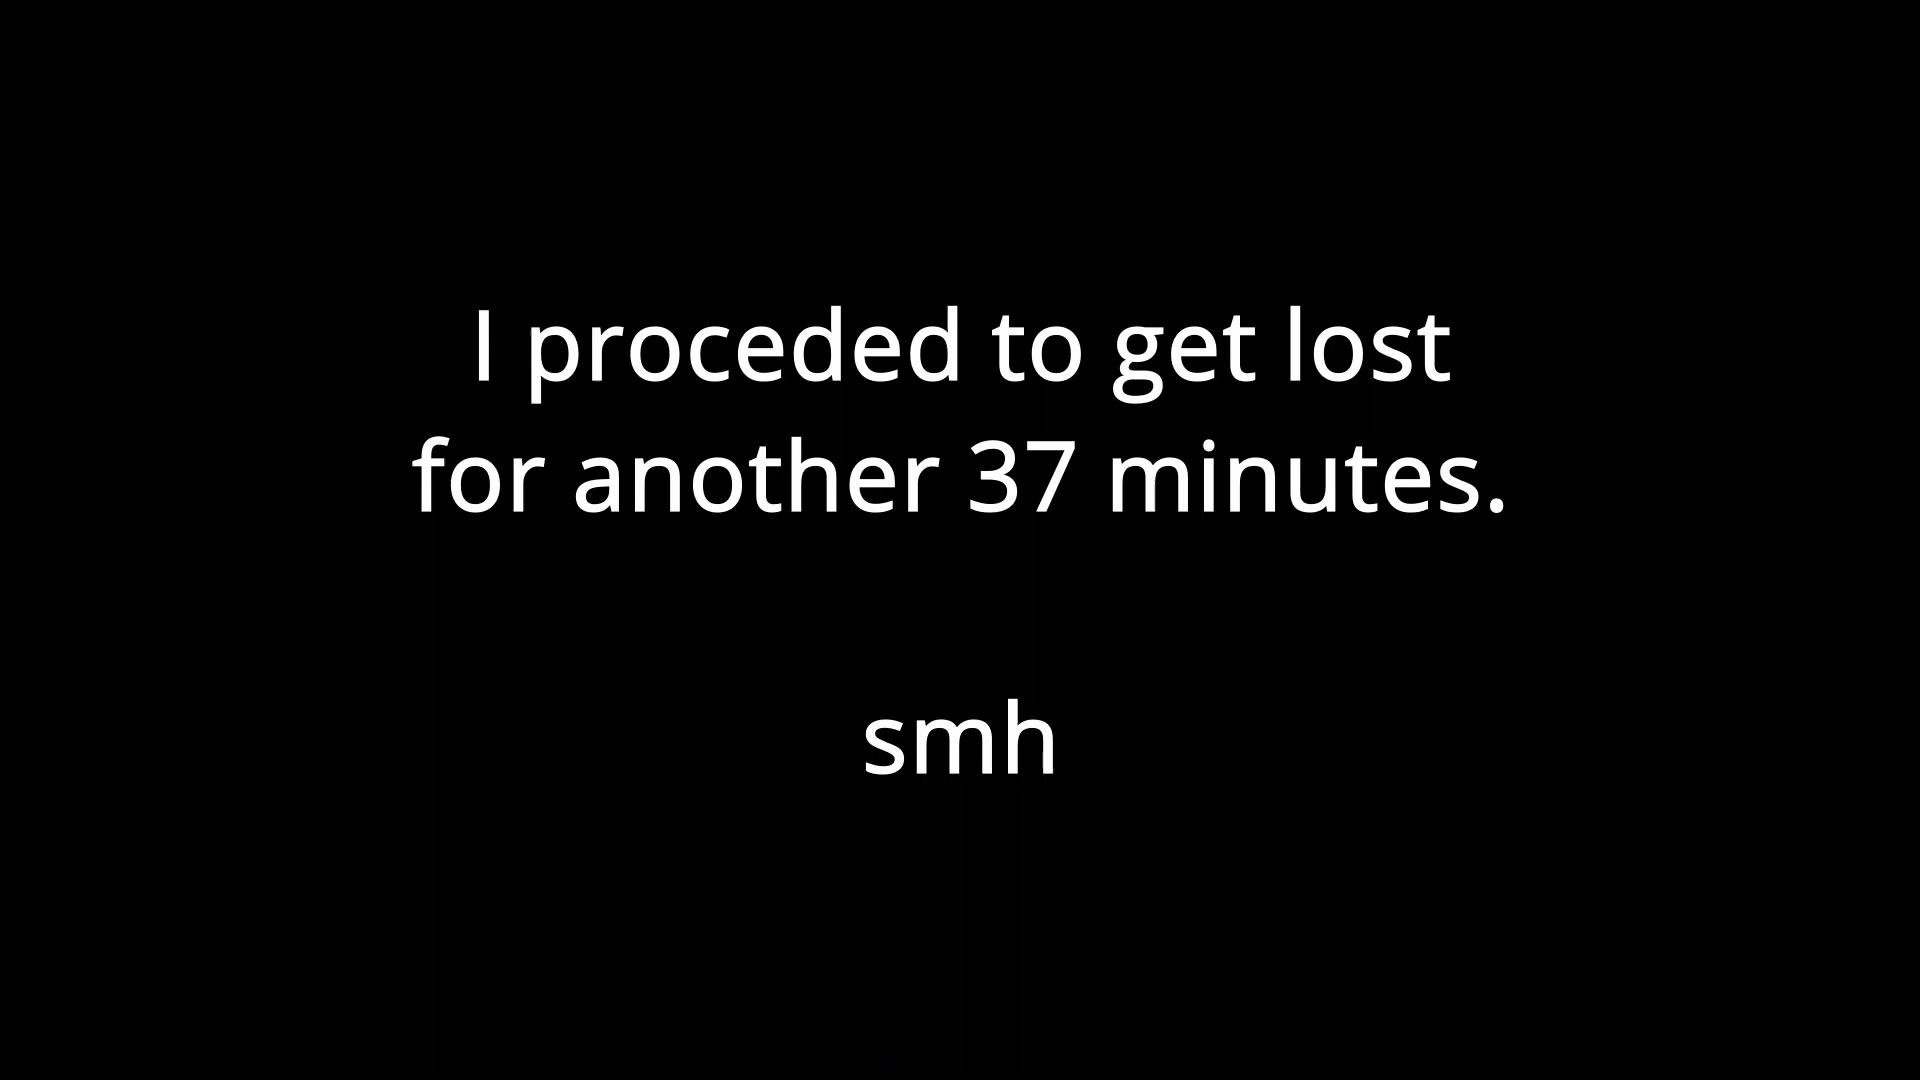 I proceded to get lost
for another 37 minutes.
smh